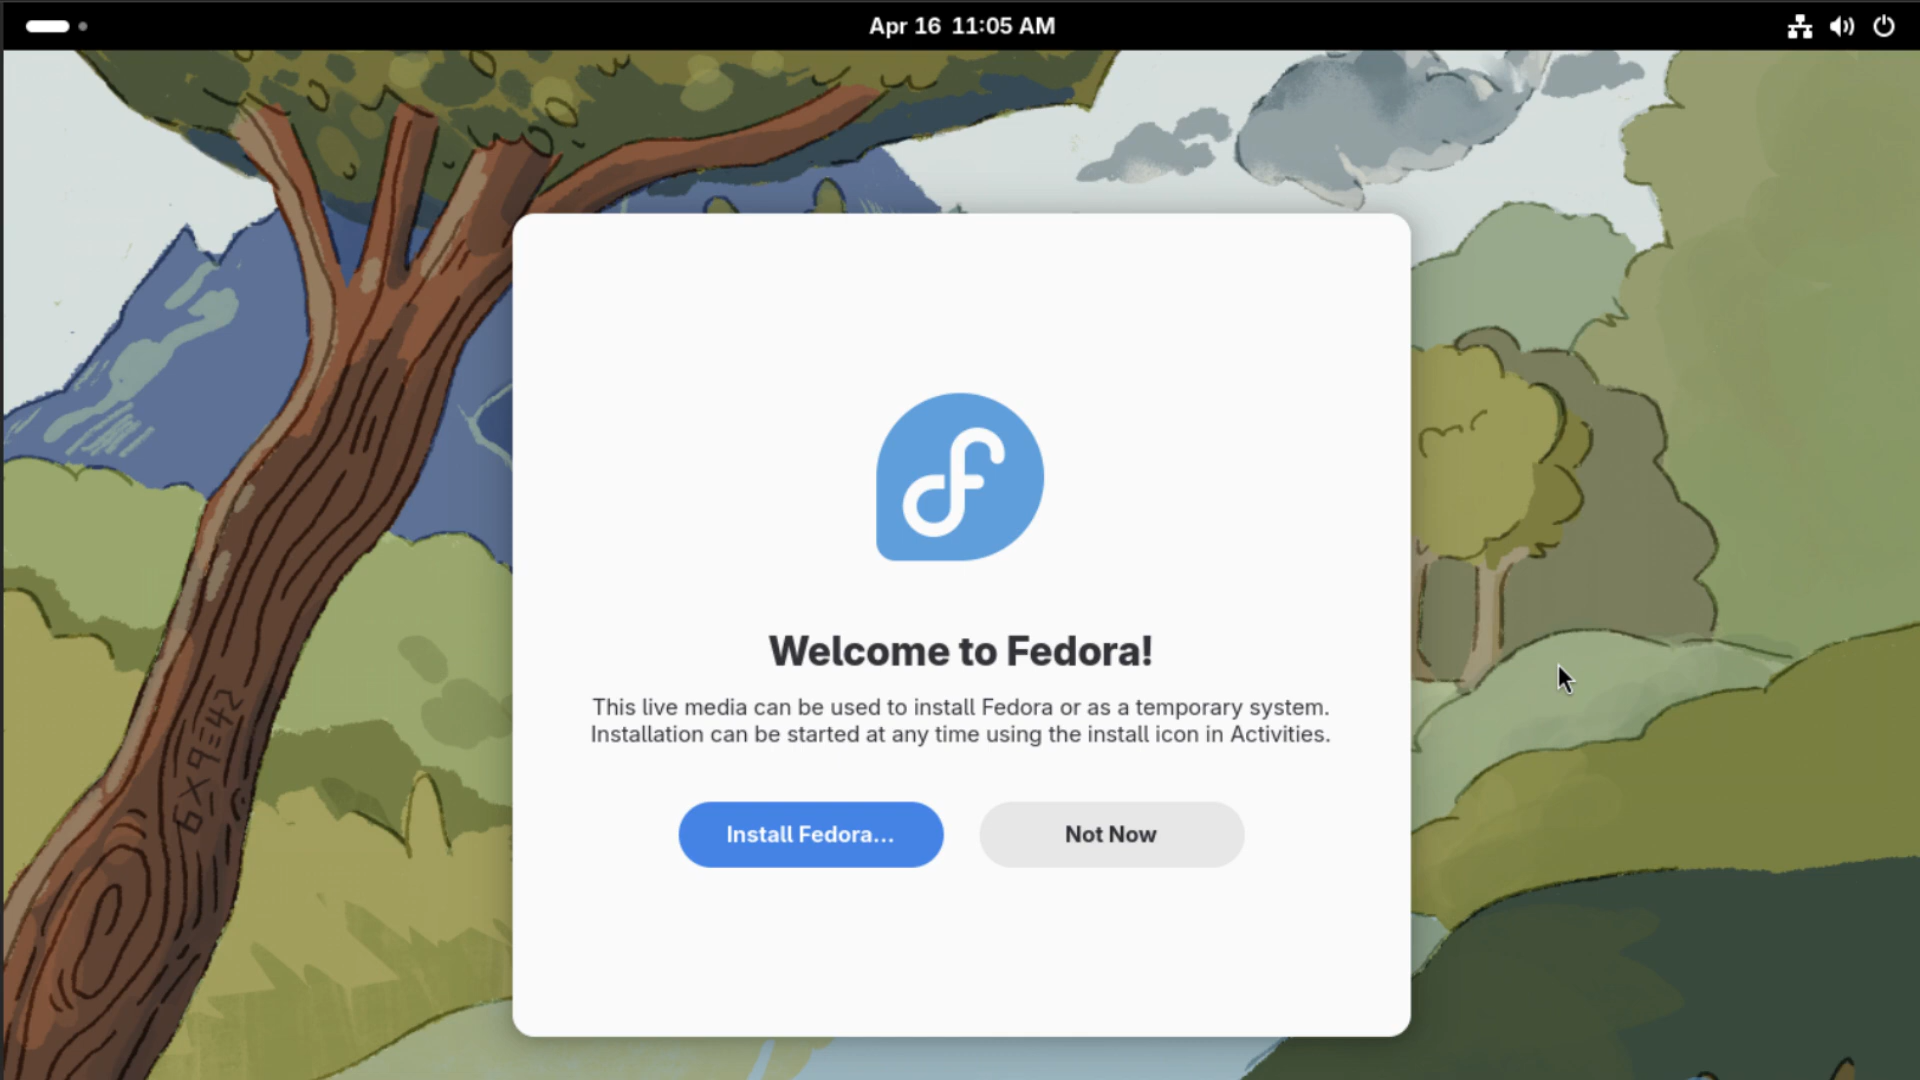 Apr 16 11:05 AM
Welcome to Fedora!
This live media can be used to install Fedora or as a temporary system.
Installation can be started at any time using the install icon in Activities.
Install Fedora...
Not Now
6X9=42